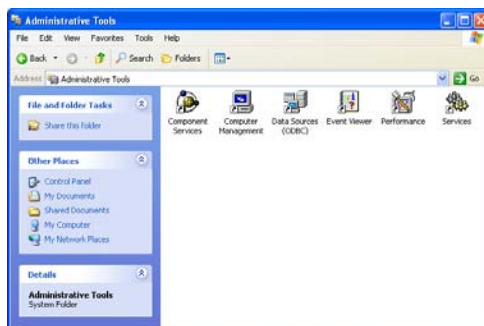 Administrative Tools
File Edit View Favorites Tools Help
Back Search Folders
Address Administrative Tools Go
File and Folder Tasks
Share this folder
Other Places
Control Panel
My Documents
Shared Documents
My Computer
My Network Places
Details
Administrative Tools
System Folder
Component Services
Computer Management
Data Sources (ODBC)
Event Viewer
Performance
Services